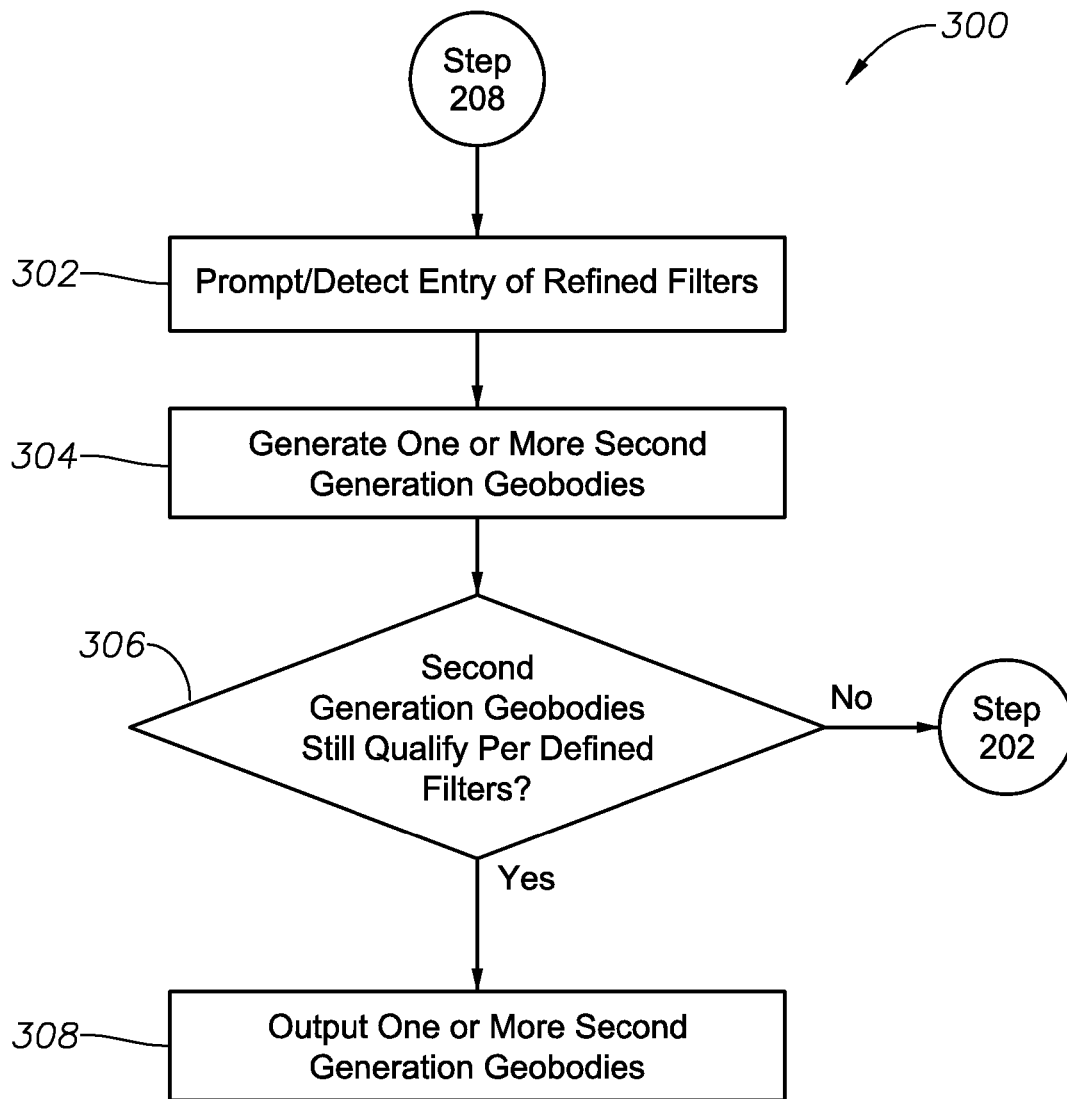 300
Step
208
302
Prompt/Detect Entry of Refined Filters
304
Generate One or More Second
Generation Geobodies
306
Second
Generation Geobodies
Still Qualify Per Defined
Filters?
No
Step
202
Yes
308
Output One or More Second
Generation Geobodies